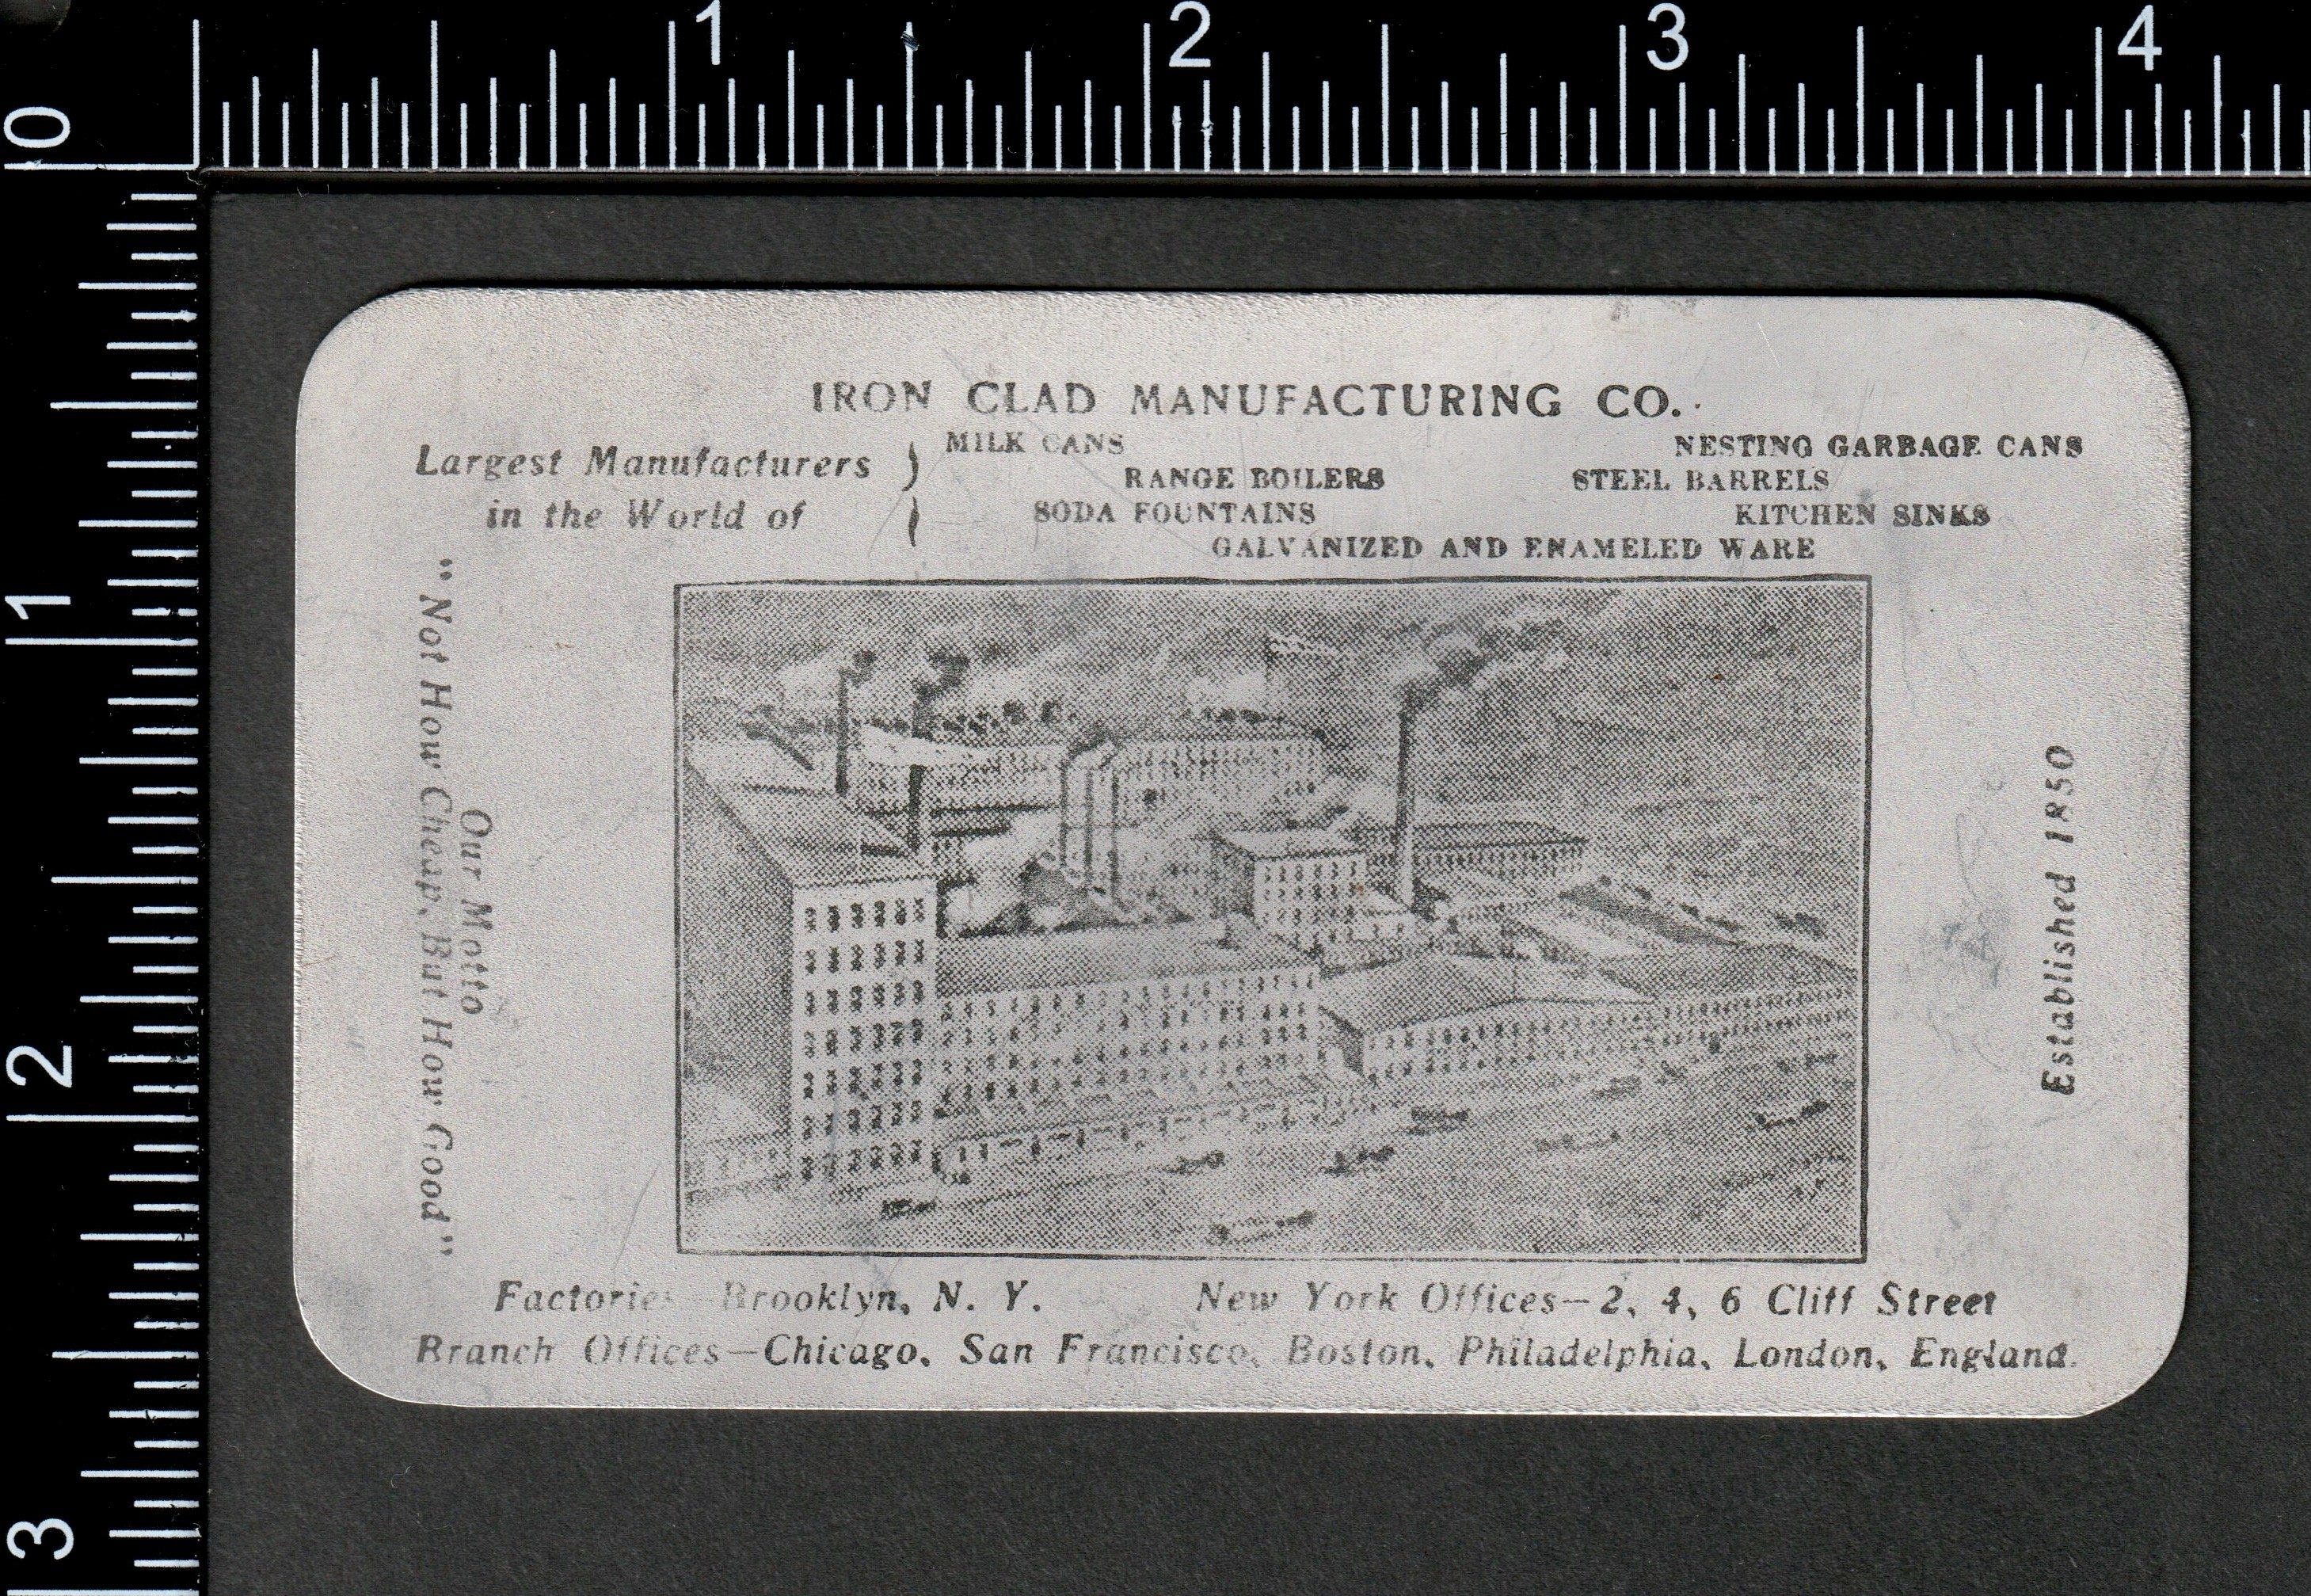 1 2 3 4
0
1
2
3
IRON CLAD MANUFACTURING CO.
Largest Manufacturers
in the World of
MILK CANS
NESTING GARBAGE CANS
RANGE BOILERS
STEEL BARRELS
SODA FOUNTAINS
KITCHEN SINKS
GALVANIZED AND ENAMELED WARE
Our Motto
"Not How Cheap, But How Good"
Established 1850
Factories—Brooklyn, N. Y. New York Offices—2, 4, 6 Cliff Street
Branch Offices—Chicago, San Francisco, Boston, Philadelphia, London, England.